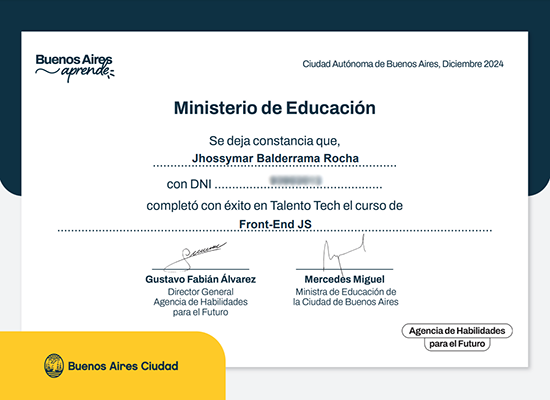 Buenos Aires
aprende
Ciudad Autónoma de Buenos Aires, Diciembre 2024
Ministerio de Educación
Se deja constancia que,
Jhossymar Balderrama Rocha
con DNI
completó con éxito en Talento Tech el curso de
Front-End JS
Gustavo Fabián Álvarez
Director General
Agencia de Habilidades
para el Futuro
Mercedes Miguel
Ministra de Educación de
la Ciudad de Buenos Aires
Agencia de Habilidades
para el Futuro
Buenos Aires Ciudad